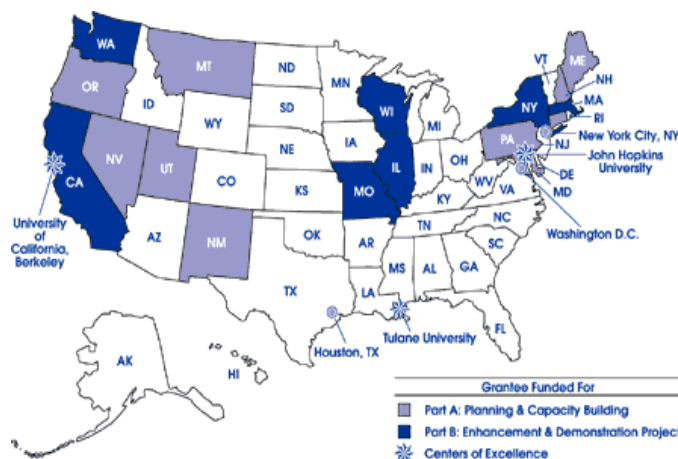 WA
MT
ND
MN
VT
ME
OR
ID
SD
WI
NY
NH
MA
WY
MI
RI
New York City, NY
NV
NE
IA
PA
NJ
John Hopkins
University
UT
IL
IN
OH
CA
CO
KS
MO
WV
VA
DE
MD
KY
Washington D.C.
University
of
California,
Berkeley
AZ
NM
OK
AR
TN
NC
SC
MS
AL
GA
TX
LA
FL
Tulane University
Houston, TX
AK
HI
Grantee Funded For
Part A: Planning & Capacity Building
Part B: Enhancement & Demonstration Project
Centers of Excellence